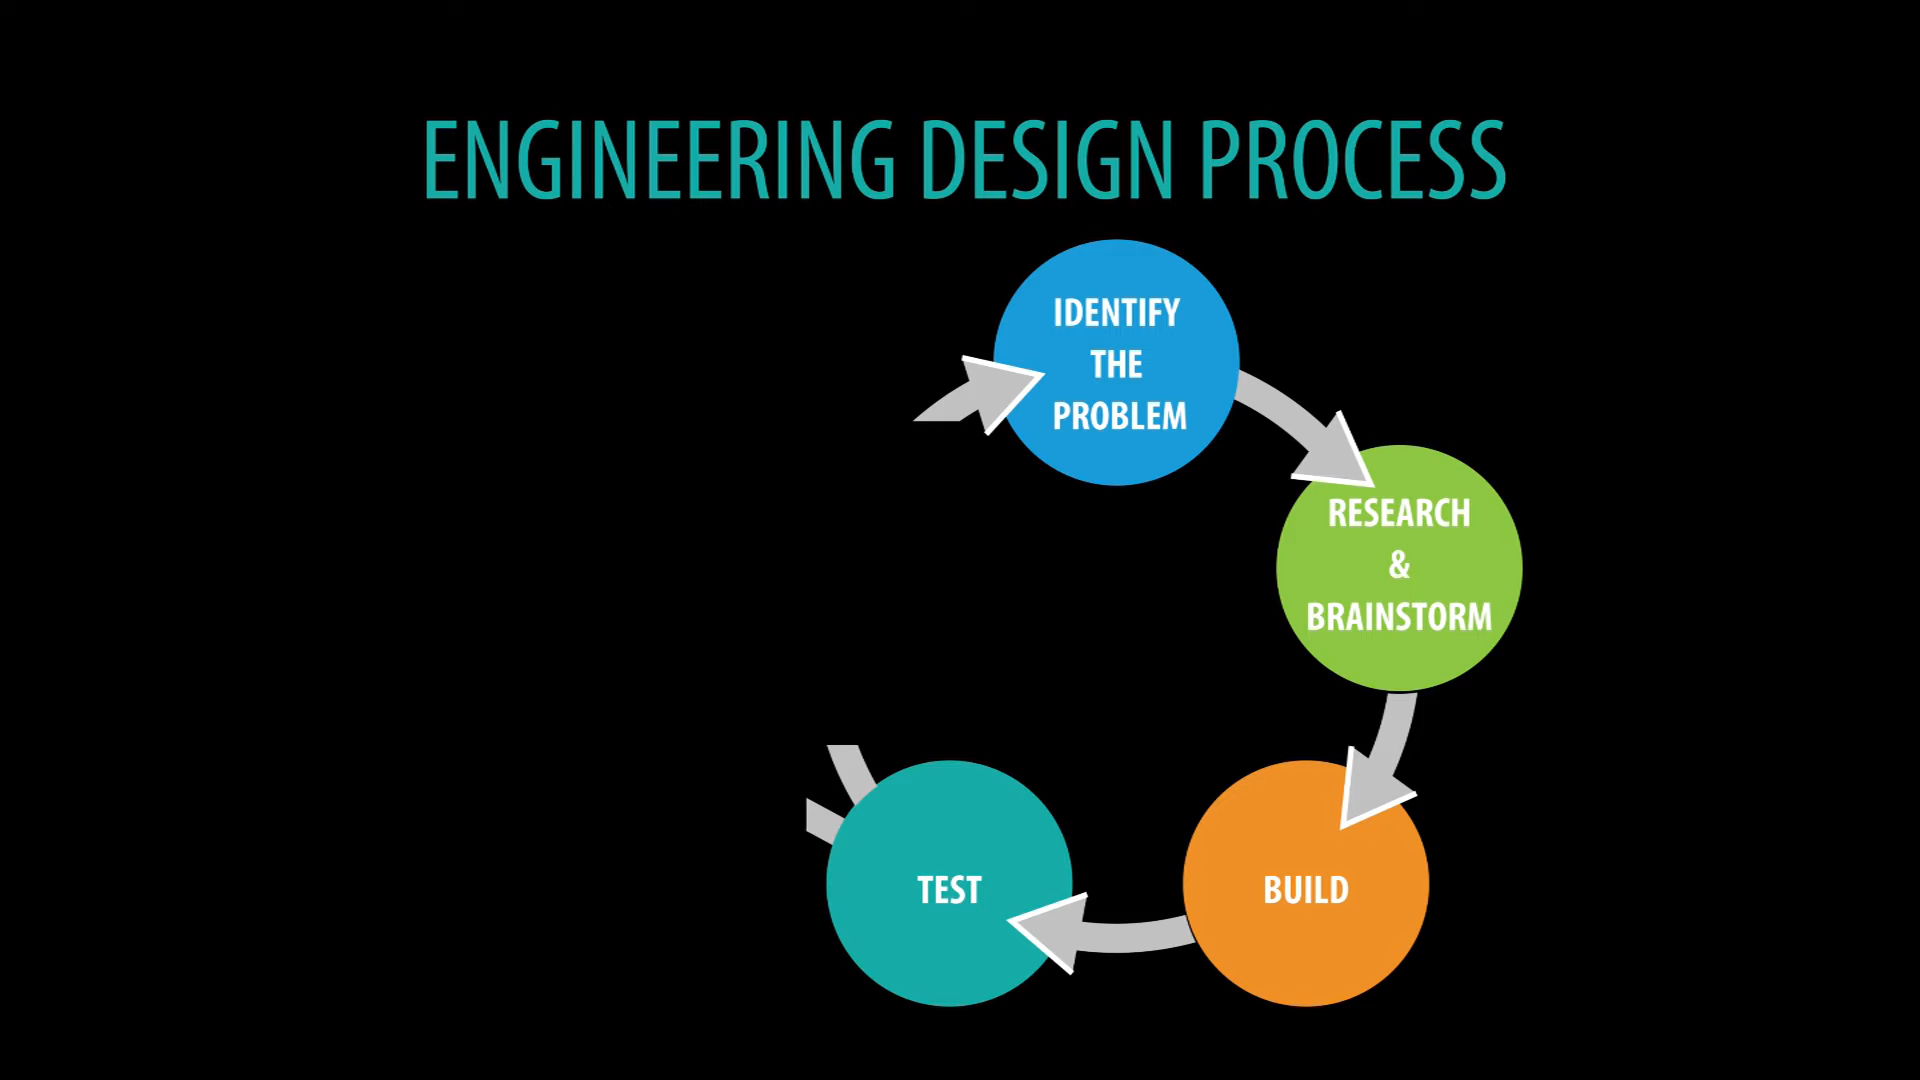 ENGINEERING DESIGN PROCESS
IDENTIFY
THE
PROBLEM
RESEARCH
&
BRAINSTORM
BUILD
TEST